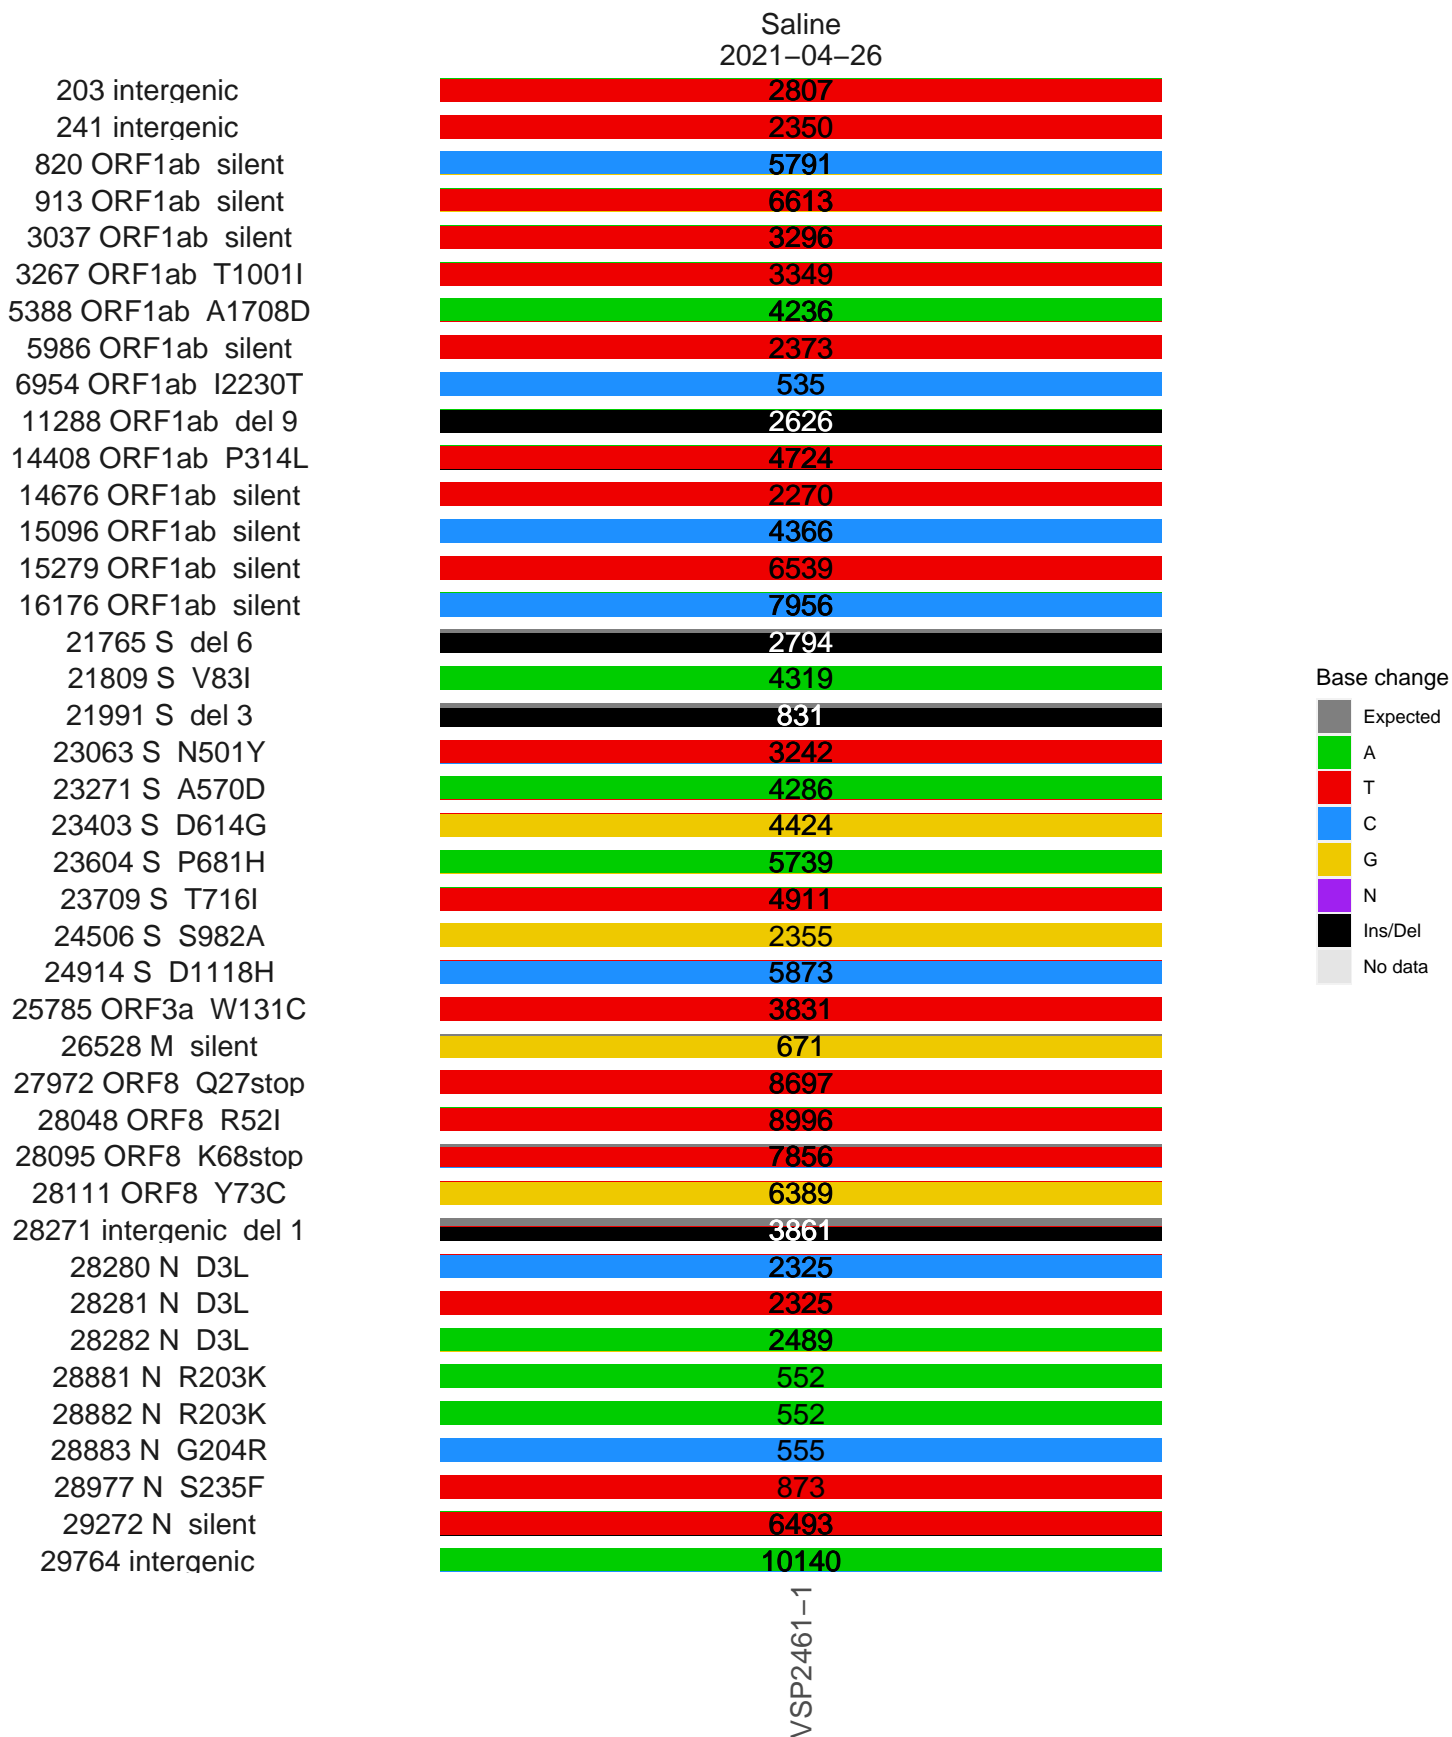 Saline
2021−04−26
203 intergenic 2807
241 intergenic 2350
820 ORF1ab silent 5791
913 ORF1ab silent 6613
3037 ORF1ab silent 3296
3267 ORF1ab T1001I 3349
5388 ORF1ab A1708D 4236
5986 ORF1ab silent 2373
6954 ORF1ab I2230T 535
11288 ORF1ab del 9 2626
14408 ORF1ab P314L 4724
14676 ORF1ab silent 2270
15096 ORF1ab silent 4366
15279 ORF1ab silent 6539
16176 ORF1ab silent 7956
21765 S del 6 2794
21809 S V83I 4319
21991 S del 3 831
23063 S N501Y 3242
23271 S A570D 4286
23403 S D614G 4424
23604 S P681H 5739
23709 S T716I 4911
24506 S S982A 2355
24914 S D1118H 5873
25785 ORF3a W131C 3831
26528 M silent 671
27972 ORF8 Q27stop 8697
28048 ORF8 R52I 8996
28095 ORF8 K68stop 7856
28111 ORF8 Y73C 6389
28271 intergenic del 1 3861
28280 N D3L 2325
28281 N D3L 2325
28282 N D3L 2489
28881 N R203K 552
28882 N R203K 552
28883 N G204R 555
28977 N S235F 873
29272 N silent 6493
29764 intergenic 10140
VSP2461−1
Base change
Expected
A
T
C
G
N
Ins/Del
No data